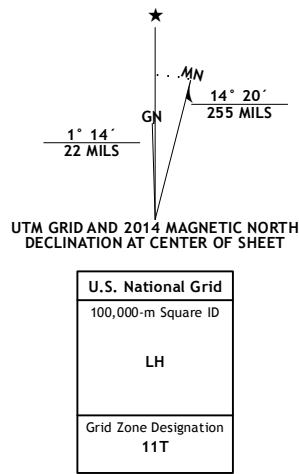 ★
MN
GN
14° 20´
255 MILS
1° 14´
22 MILS
UTM GRID AND 2014 MAGNETIC NORTH
DECLINATION AT CENTER OF SHEET
U.S. National Grid
100,000-m Square ID
LH
Grid Zone Designation
11T